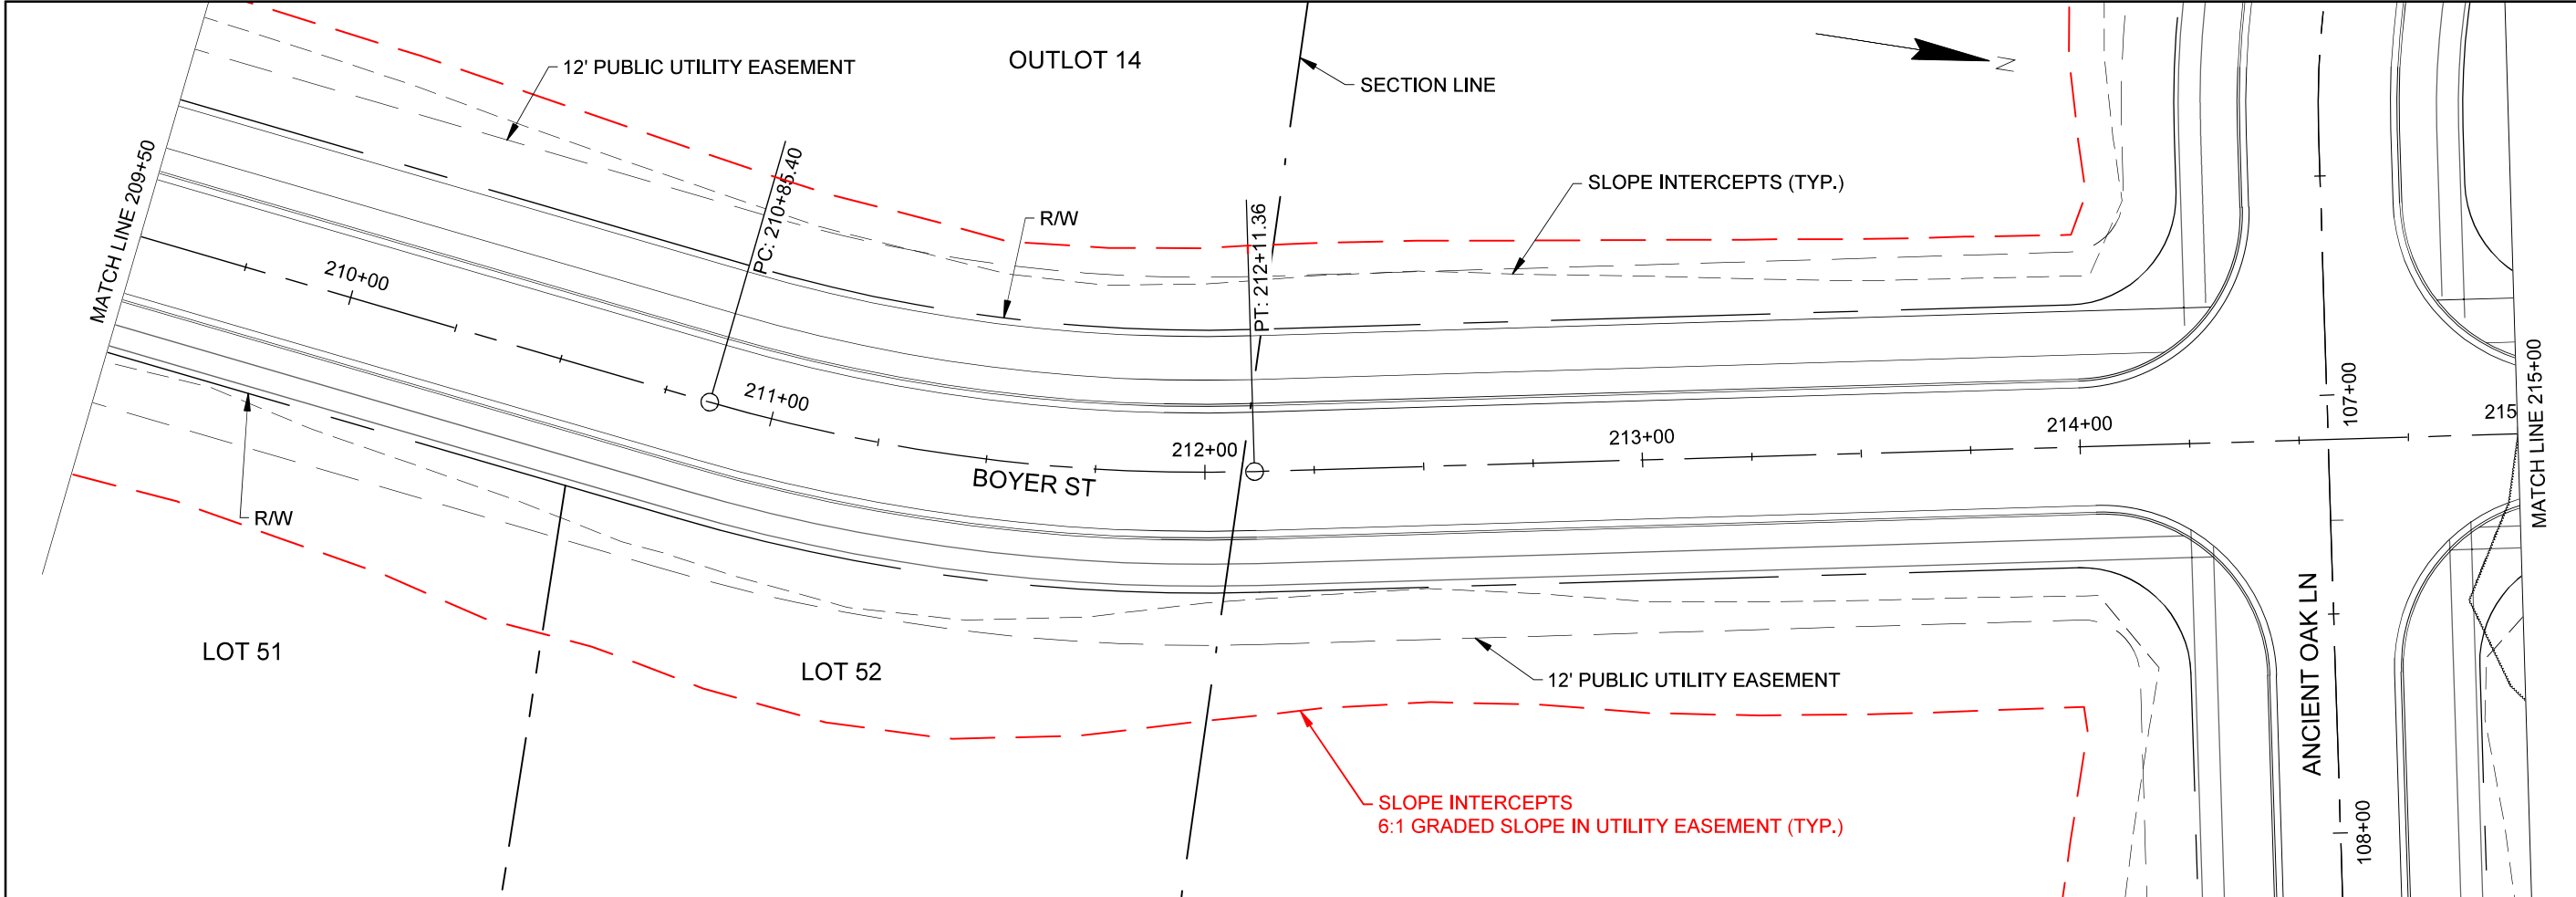 OUTLOT 14
12' PUBLIC UTILITY EASEMENT
SECTION LINE
N
MATCH LINE 209+50
PC: 210+85.40
SLOPE INTERCEPTS (TYP.)
R/W
PT: 212+11.36
210+00
211+00
212+00
213+00
214+00
215
107+00
MATCH LINE 215+00
BOYER ST
R/W
LOT 51
LOT 52
12' PUBLIC UTILITY EASEMENT
ANCIENT OAK LN
SLOPE INTERCEPTS
6:1 GRADED SLOPE IN UTILITY EASEMENT (TYP.)
108+00